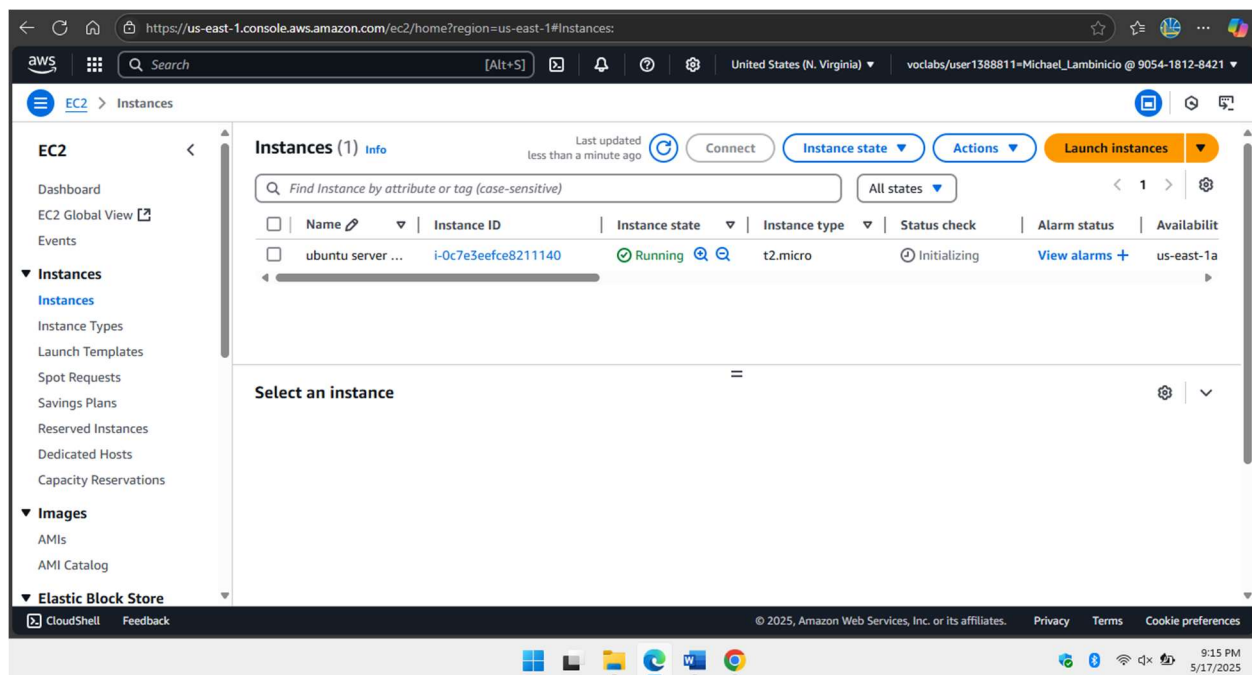 https://us-east-1.console.aws.amazon.com/ec2/home?region=us-east-1#Instances:
aws Search [Alt+S] United States (N. Virginia) voclabs/user1388811=Michael_Lambinicio @ 9054-1812-8421
EC2 > Instances
EC2
Dashboard
EC2 Global View
Events
Instances
Instances
Instance Types
Launch Templates
Spot Requests
Savings Plans
Reserved Instances
Dedicated Hosts
Capacity Reservations
Images
AMIs
AMI Catalog
Elastic Block Store
Instances (1) Info
Last updated
less than a minute ago
Connect Instance state Actions Launch instances
Find Instance by attribute or tag (case-sensitive) All states 1
Name Instance ID Instance state Instance type Status check Alarm status Availabilit
ubuntu server ... i-0c7e3eefce8211140 Running t2.micro Initializing View alarms + us-east-1a
Select an instance
CloudShell Feedback © 2025, Amazon Web Services, Inc. or its affiliates. Privacy Terms Cookie preferences
9:15 PM
5/17/2025